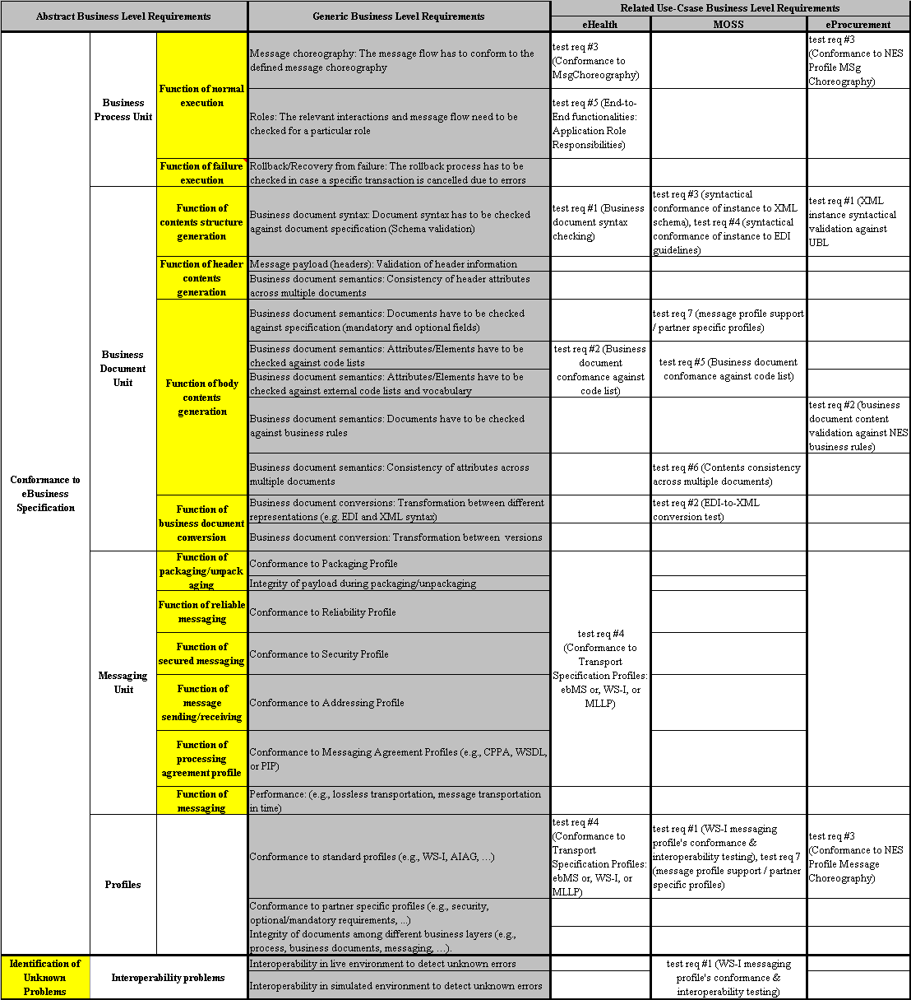 Abstract Business Level Requirements
Generic Business Level Requirements
Related Use-Csase Business Level Requirements
eHealth
MOSS
eProcurement
Conformance to
eBusiness
Specification
Business
Process Unit
Function of normal
execution
Message choreography: The message flow has to conform to the
defined message choreography
test req #3
(Conformance to
MsgChoreography)
test req #3
(Conformance to NES
Profile MSg
Choreography)
Roles: The relevant interactions and message flow need to be
checked for a particular role
test req #5 (End-to-
End functionalities:
Application Role
Responsibilities)
Function of failure
execution
Rollback/Recovery from failure: The rollback process has to be
checked in case a specific transaction is cancelled due to errors
Business
Document
Unit
Function of
contents structure
generation
Business document syntax: Document syntax has to be checked
against document specification (Schema validation)
test req #1 (Business
document syntax
checking)
test req #3 (syntactical
conformance of instance to XML
schema), test req #4 (syntactical
conformance of instance to EDI
guidelines)
test req #1 (XML
instance syntactical
validation against
UBL
Function of header
contents
generation
Message payload (headers): Validation of header information
Business document semantics: Consistency of header attributes
across multiple documents
Function of body
contents
generation
Business document semantics: Documents have to be checked
against specification (mandatory and optional fields)
test req 7 (message profile support
/ partner specific profiles)
Business document semantics: Attributes/Elements have to be
checked against code lists
Business document semantics: Attributes/Elements have to be
checked against external code lists and vocabulary
test req #2 (Business
document
confomance against
code list)
test req #5 (Business document
confomance against code list)
Business document semantics: Documents have to be checked
against business rules
test req #2 (business
document content
validation against NES
business rules)
Business document semantics: Consistency of attributes across
multiple documents
test req #6 (Contents consistency
across multiple documents)
Function of
business document
conversion
Business document conversions: Transformation between different
representations (e.g. EDI and XML syntax)
test req #2 (EDI-to-XML
conversion test)
Business document conversion: Transformation between versions
Messaging
Unit
Function of
packaging/unpack
aging
Conformance to Packaging Profile
Integrity of payload during packaging/unpackaging
Function of reliable
messaging
Conformance to Reliability Profile
Function of
secured messaging
Conformance to Security Profile
test req #4
(Conformance to
Transport
Specification Profiles:
ebMS or, WS-I, or
MLLP)
Function of
message
sending/receiving
Conformance to Addressing Profile
Function of
processing
agreement profile
Conformance to Messaging Agreement Profiles (e.g., CPPA, WSDL,
or PIP)
Function of
messaging
Performance: (e.g., lossless transportation, message transportation
in time)
Profiles
Conformance to standard profiles (e.g., WS-I, AIAG, …)
test req #4
(Conformance to
Transport
Specification Profiles:
ebMS or, WS-I, or
MLLP)
test req #1 (WS-I messaging
profile's conformance &
interoperability testing), test req 7
(message profile support / partner
specific profiles)
test req #3
(Conformance to NES
Profile Message
Choreography)
Conformance to partner specific profiles (e.g., security,
optional/mandatory requirements, ...)
Integrity of documents among different business layers (e.g.,
process, business documents, messaging, …).
Identification of
Unknown
Problems
Interoperability problems
Interoperability in live environment to detect unknown errors
Interoperability in simulated environment to detect unknown errors
test req #1 (WS-I messaging
profile's conformance &
interoperability testing)